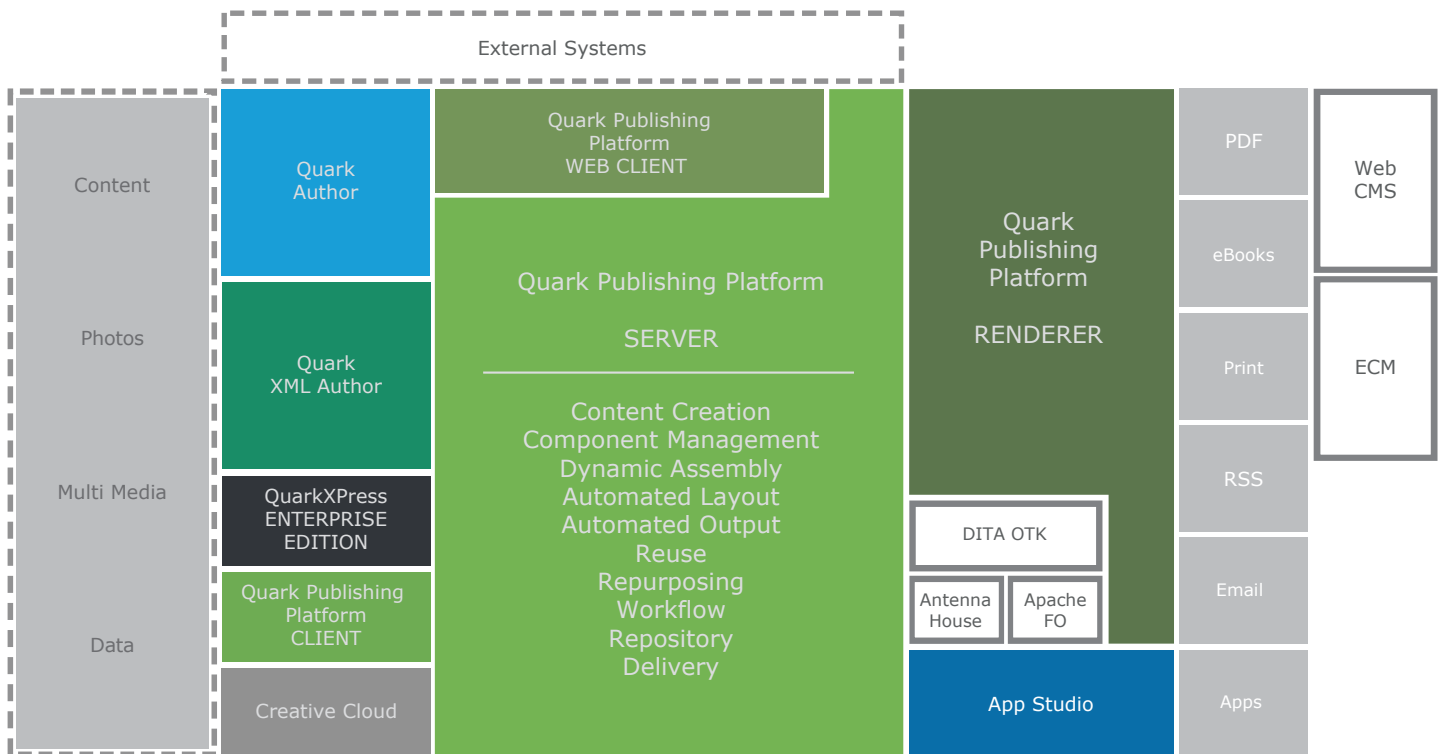 External Systems
Content
Photos
Multi Media
Data
Quark
Author
Quark
XML Author
QuarkXPress
ENTERPRISE
EDITION
Quark Publishing
Platform
CLIENT
Creative Cloud
Quark Publishing
Platform
WEB CLIENT
Quark Publishing Platform
SERVER
Content Creation
Component Management
Dynamic Assembly
Automated Layout
Automated Output
Reuse
Repurposing
Workflow
Repository
Delivery
Quark
Publishing
Platform
RENDERER
DITA OTK
Antenna
House
Apache
FO
App Studio
PDF
eBooks
Print
RSS
Email
Apps
Web
CMS
ECM